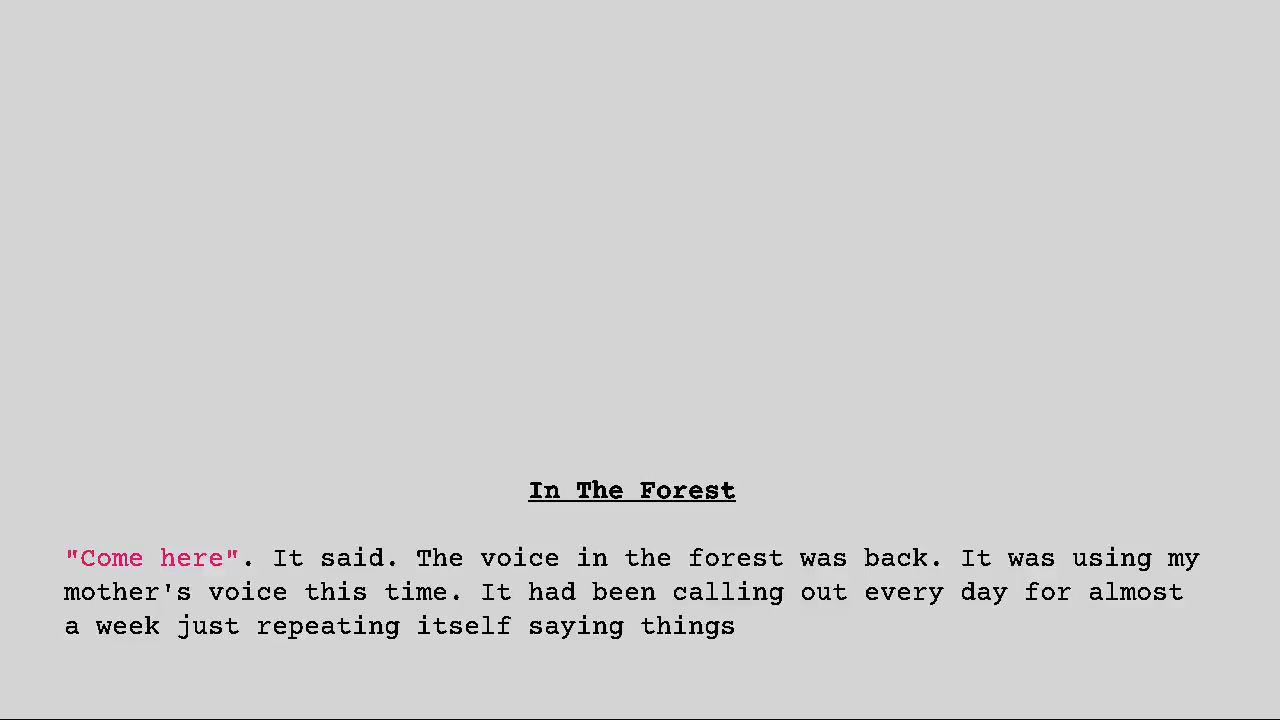 In The Forest
"Come here". It said. The voice in the forest was back. It was using my
mother's voice this time. It had been calling out every day for almost
a week just repeating itself saying things